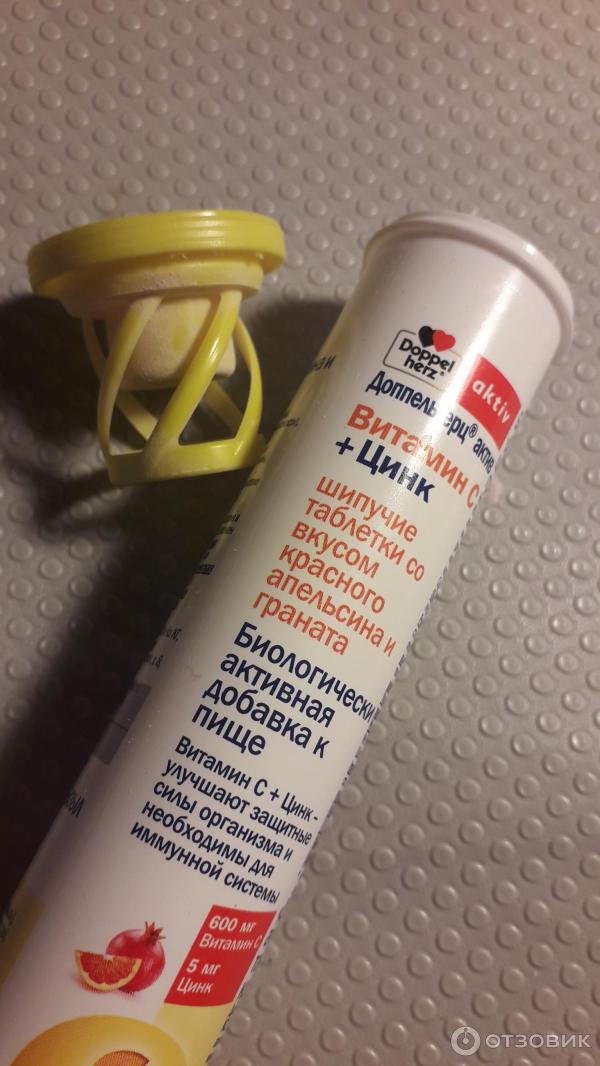 Doppel
herz®
aktiv
Доппельгерц® актив
Витамин С
+ Цинк
шипучие
таблетки со
вкусом
красного
апельсина и
граната
Биологически
активная
добавка к
пище
Витамин С + Цинк –
улучшают защитные
силы организма и
необходимы для
иммунной системы
600 мг
Витамин С
5 мг
Цинк
ОТЗОВИК